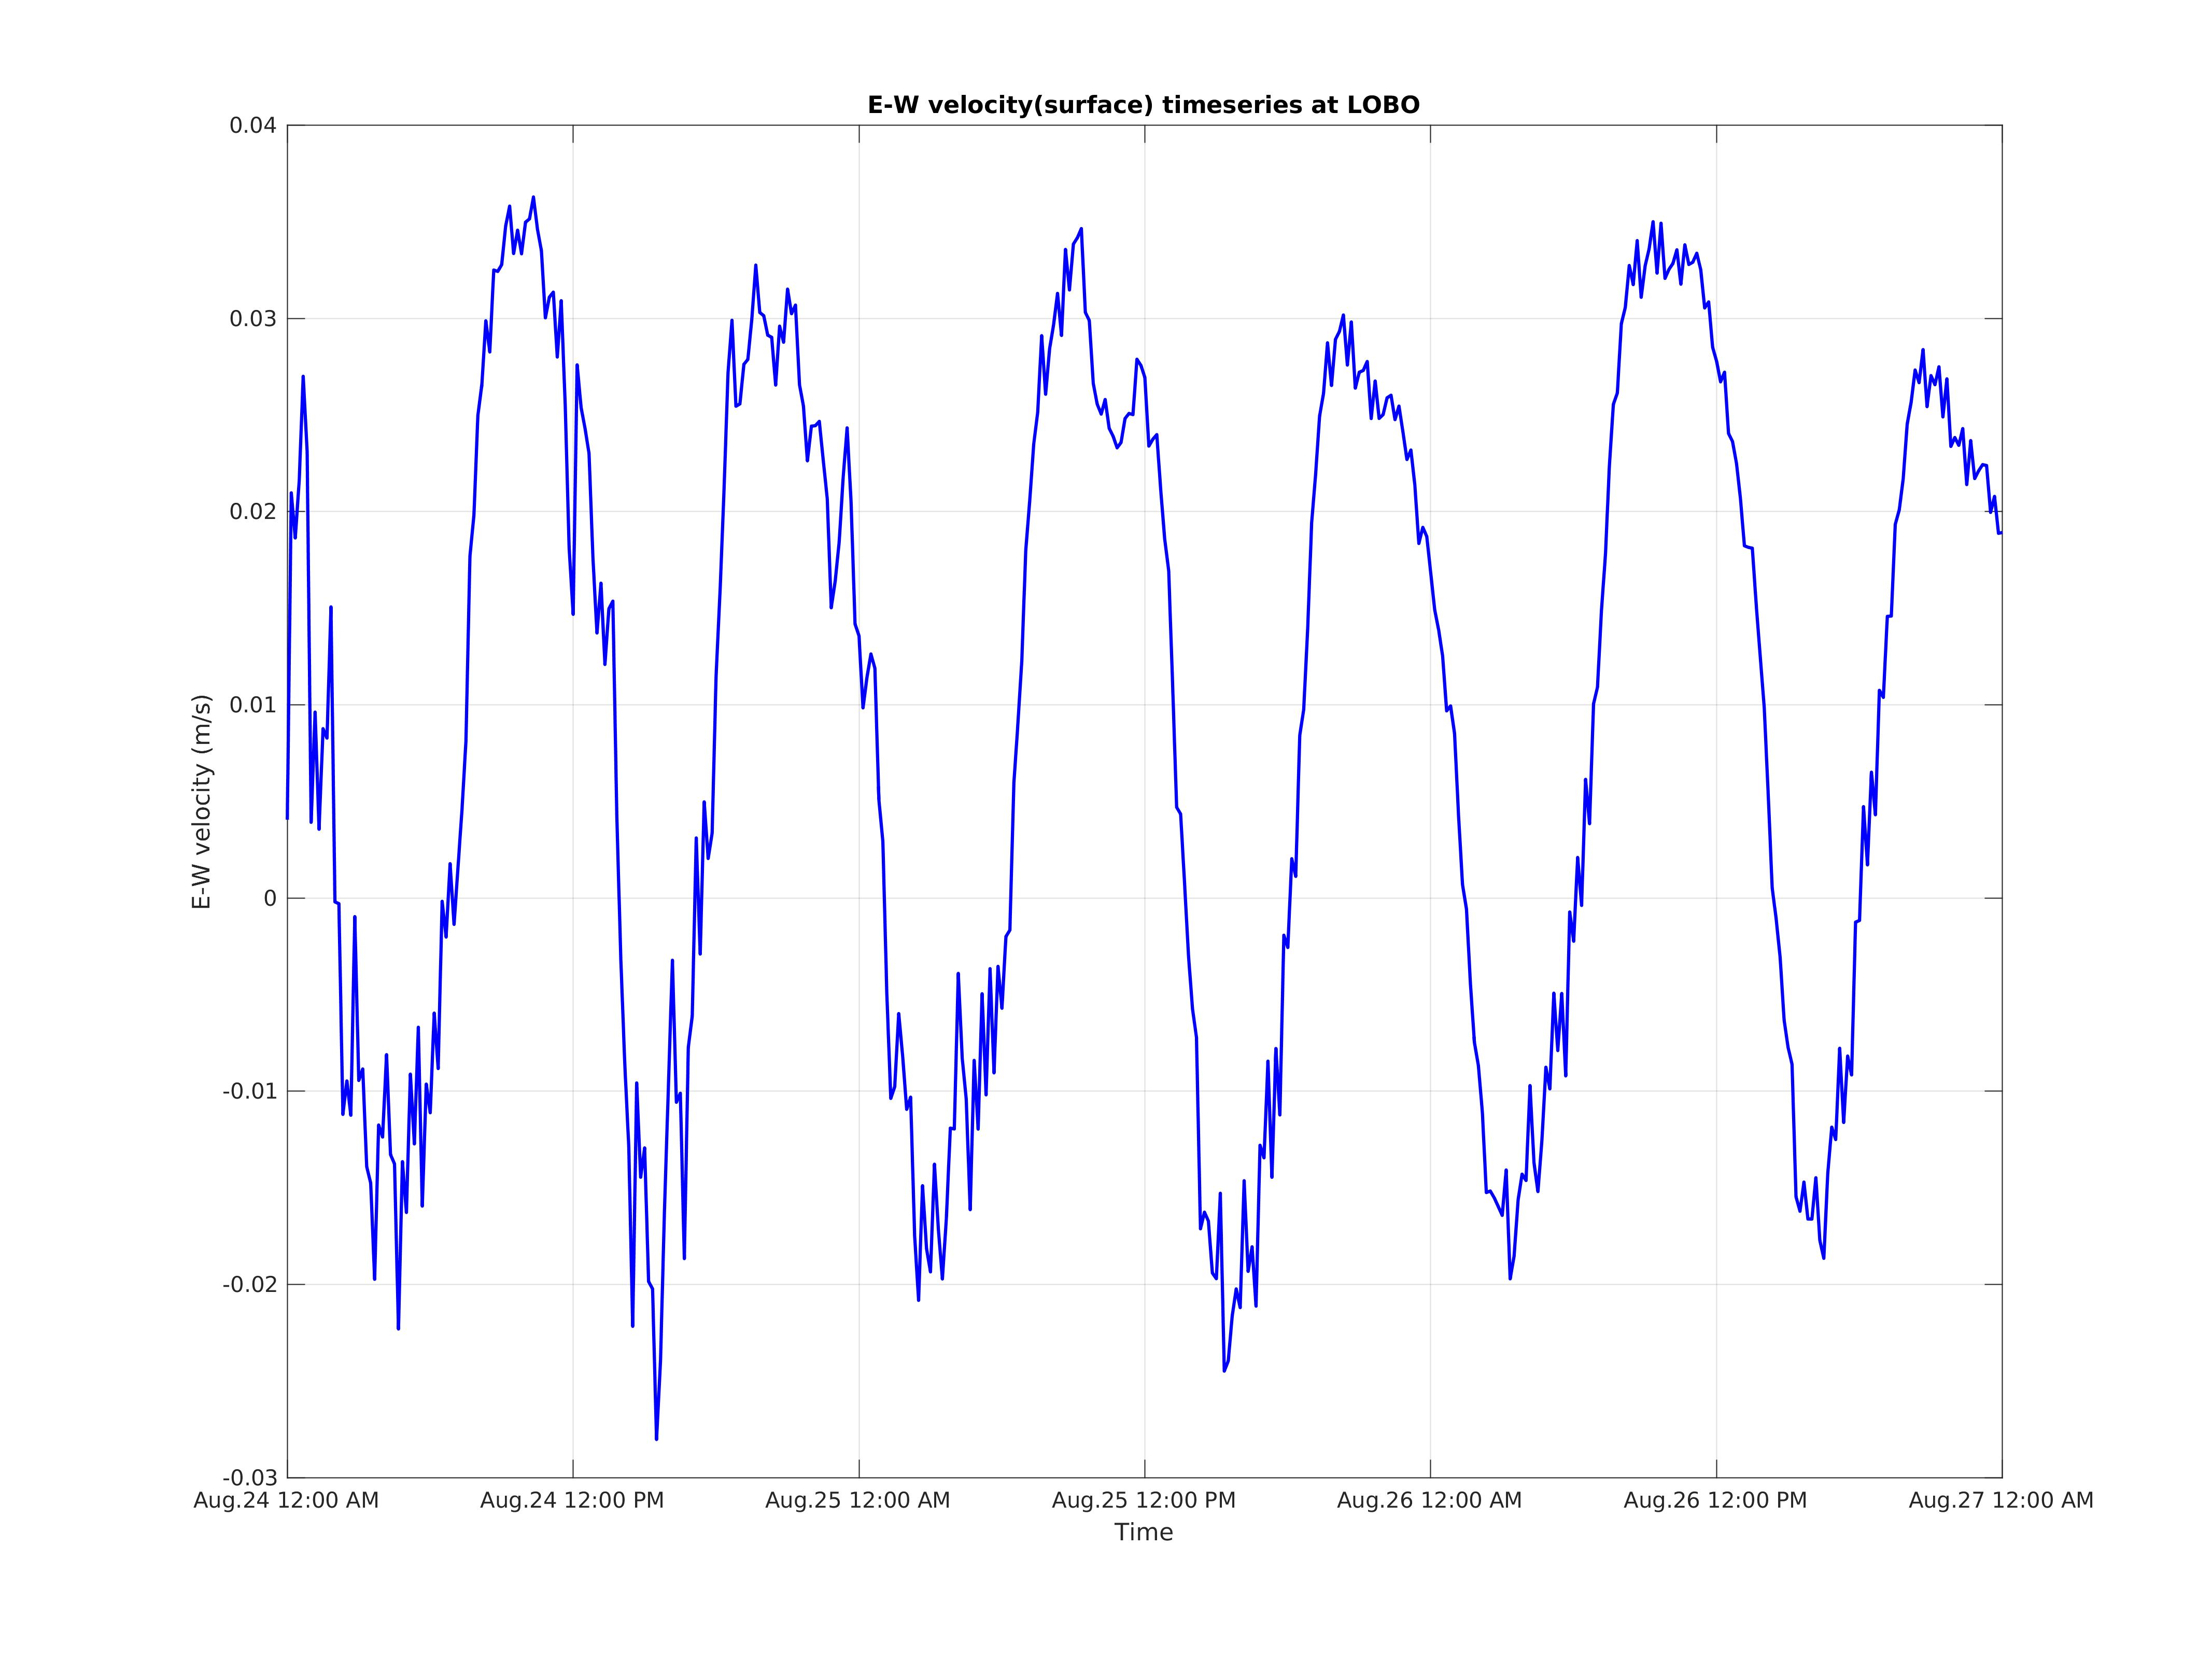 E-W velocity(surface) timeseries at LOBO
0.04
0.03
0.02
0.01
0
-0.01
-0.02
-0.03
E-W velocity (m/s)
Aug.24 12:00 AM
Aug.24 12:00 PM
Aug.25 12:00 AM
Aug.25 12:00 PM
Aug.26 12:00 AM
Aug.26 12:00 PM
Aug.27 12:00 AM
Time